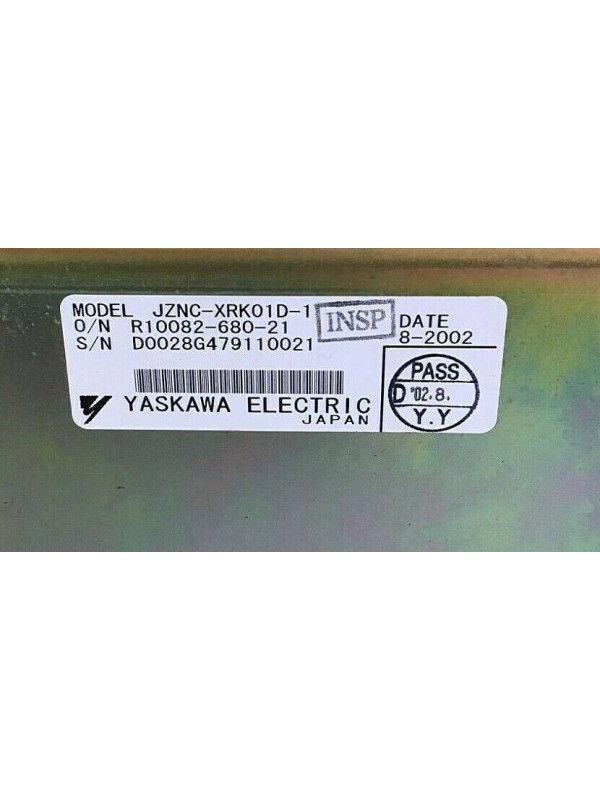 MODEL JZNC-XRK01D-1
O/N R10082-680-21
S/N D0028G479110021
INSP
DATE
8-2002
PASS
D '02.8.
Y.Y
YASKAWA ELECTRIC
JAPAN